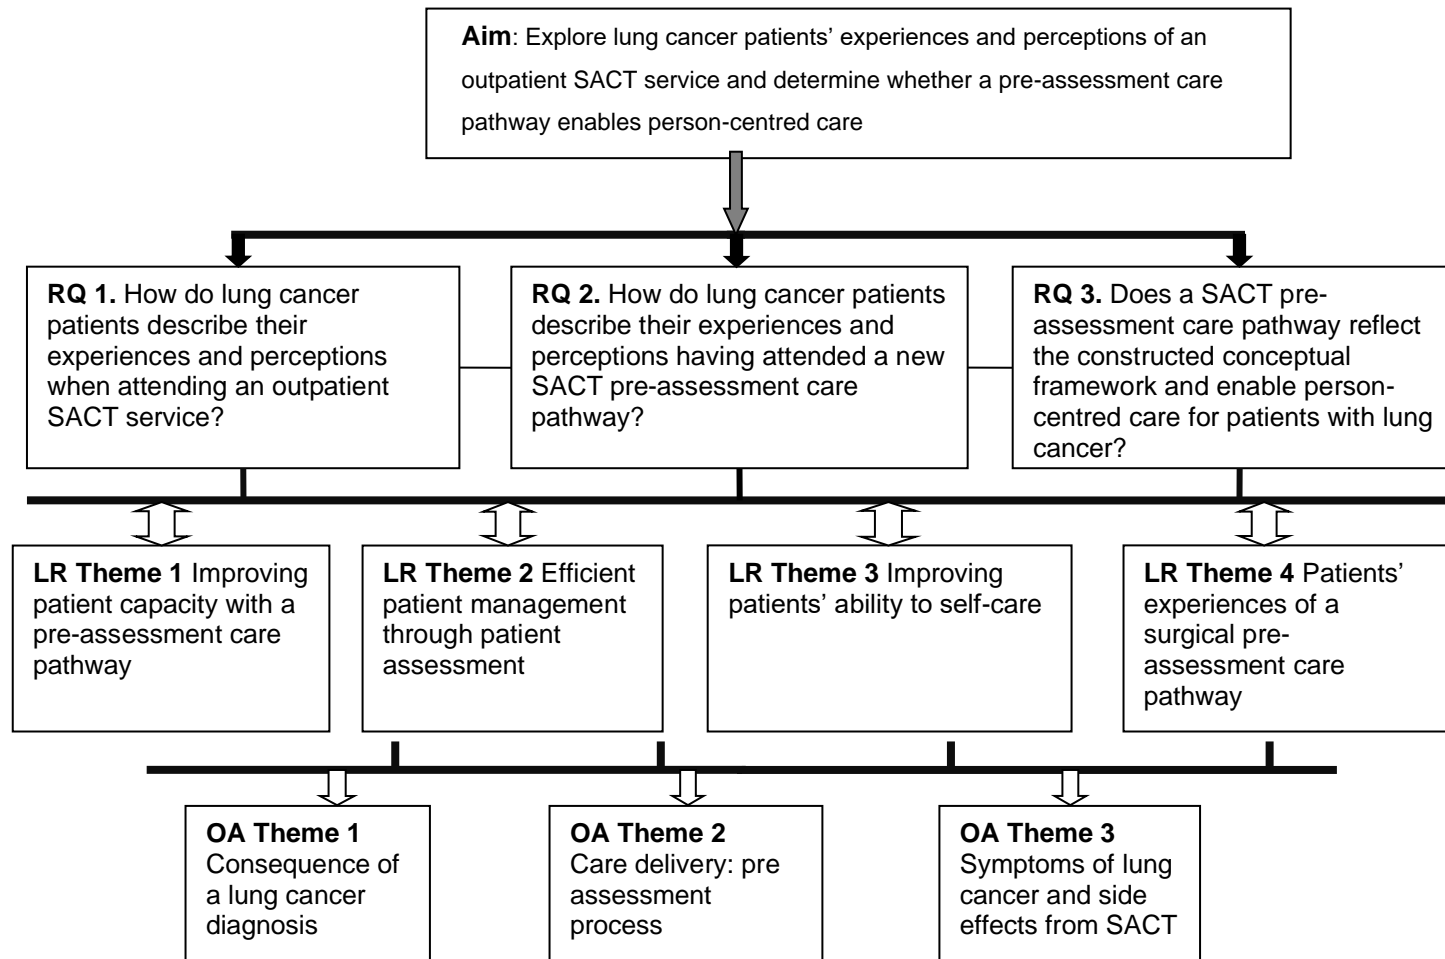 Aim: Explore lung cancer patients’ experiences and perceptions of an
outpatient SACT service and determine whether a pre-assessment care
pathway enables person-centred care
RQ 1. How do lung cancer
patients describe their
experiences and perceptions
when attending an outpatient
SACT service?
RQ 2. How do lung cancer patients
describe their experiences and
perceptions having attended a new
SACT pre-assessment care
pathway?
RQ 3. Does a SACT pre-
assessment care pathway reflect
the constructed conceptual
framework and enable person-
centred care for patients with lung
cancer?
LR Theme 1 Improving
patient capacity with a
pre-assessment care
pathway
LR Theme 2 Efficient
patient management
through patient
assessment
LR Theme 3 Improving
patients’ ability to self-care
LR Theme 4 Patients’
experiences of a
surgical pre-
assessment care
pathway
OA Theme 1
Consequence of
a lung cancer
diagnosis
OA Theme 2
Care delivery: pre
assessment
process
OA Theme 3
Symptoms of lung
cancer and side
effects from SACT